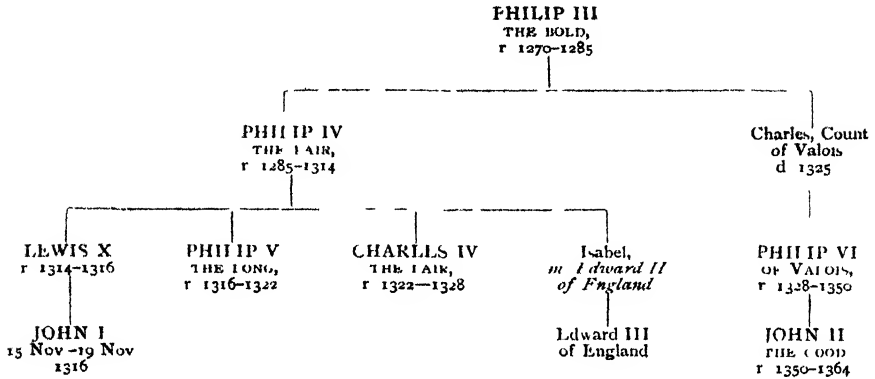 PHILIP III
THE BOLD,
r 1270–1285
PHILIP IV
THE FAIR,
r 1285–1314
Charles, Count
of Valois
d 1325
LEWIS X
r 1314–1316
PHILIP V
THE LONG,
r 1316–1322
CHARLES IV
THE FAIR,
r 1322—1328
Isabel,
m Edward II
of England
PHILIP VI
OF VALOIS,
r 1328–1350
JOHN I
15 Nov –19 Nov
1316
Edward III
of England
JOHN II
THE GOOD
r 1350–1364